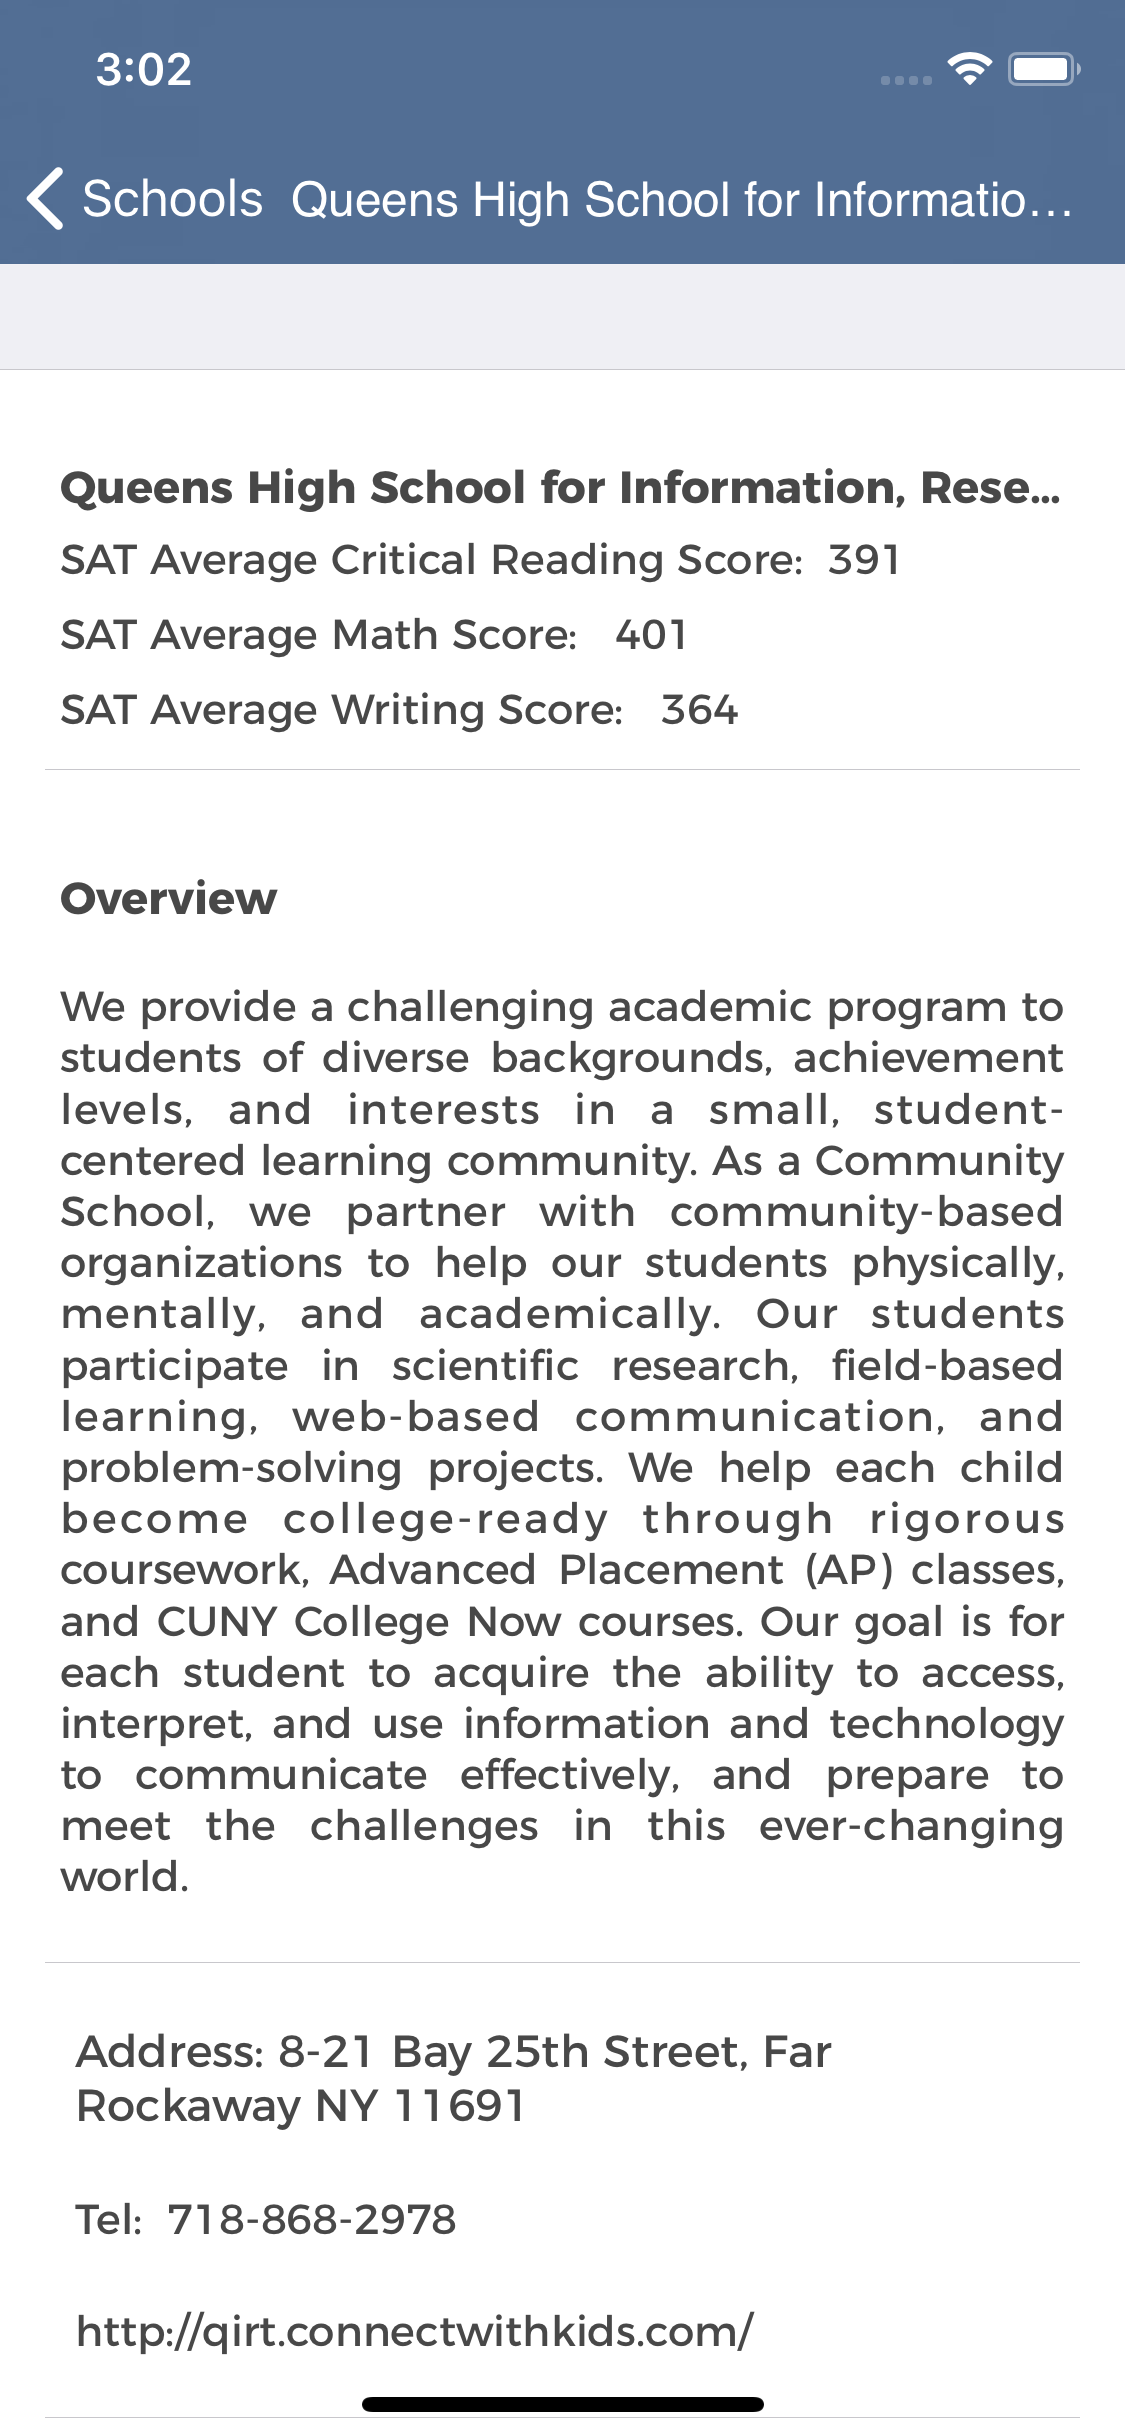 3:02
Schools Queens High School for Informatio...
Queens High School for Information, Rese...
SAT Average Critical Reading Score: 391
SAT Average Math Score: 401
SAT Average Writing Score: 364
Overview
We provide a challenging academic program to
students of diverse backgrounds, achievement
levels, and interests in a small, student-
centered learning community. As a Community
School, we partner with community-based
organizations to help our students physically,
mentally, and academically. Our students
participate in scientific research, field-based
learning, web-based communication, and
problem-solving projects. We help each child
become college-ready through rigorous
coursework, Advanced Placement (AP) classes,
and CUNY College Now courses. Our goal is for
each student to acquire the ability to access,
interpret, and use information and technology
to communicate effectively, and prepare to
meet the challenges in this ever-changing
world.
Address: 8-21 Bay 25th Street, Far
Rockaway NY 11691
Tel: 718-868-2978
http://qirt.connectwithkids.com/